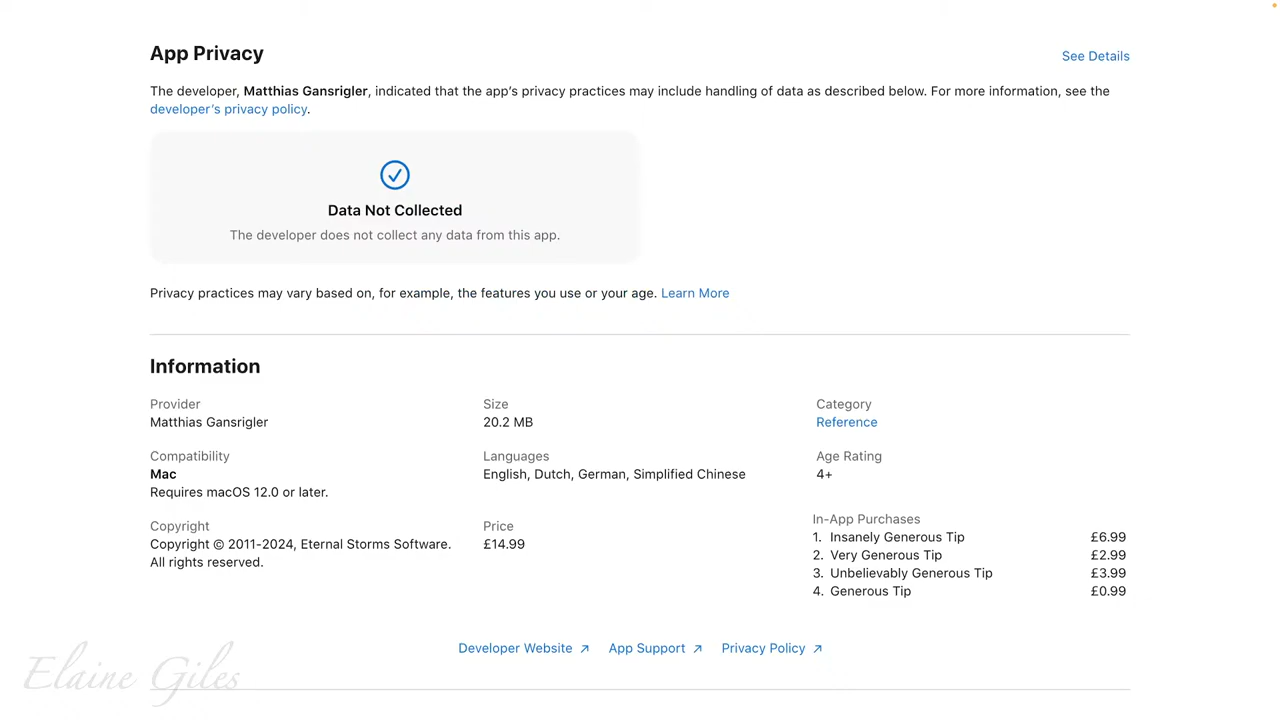 App Privacy
See Details
The developer, Matthias Gansrigler, indicated that the app's privacy practices may include handling of data as described below. For more information, see the
developer's privacy policy.
Data Not Collected
The developer does not collect any data from this app.
Privacy practices may vary based on, for example, the features you use or your age. Learn More
Information
Provider
Matthias Gansrigler
Size
20.2 MB
Category
Reference
Compatibility
Mac
Requires macOS 12.0 or later.
Languages
English, Dutch, German, Simplified Chinese
Age Rating
4+
Copyright
Copyright © 2011-2024, Eternal Storms Software.
All rights reserved.
Price
£14.99
In-App Purchases
1. Insanely Generous Tip £6.99
2. Very Generous Tip £2.99
3. Unbelievably Generous Tip £3.99
4. Generous Tip £0.99
Developer Website ↗ App Support ↗ Privacy Policy ↗
Elaine Giles